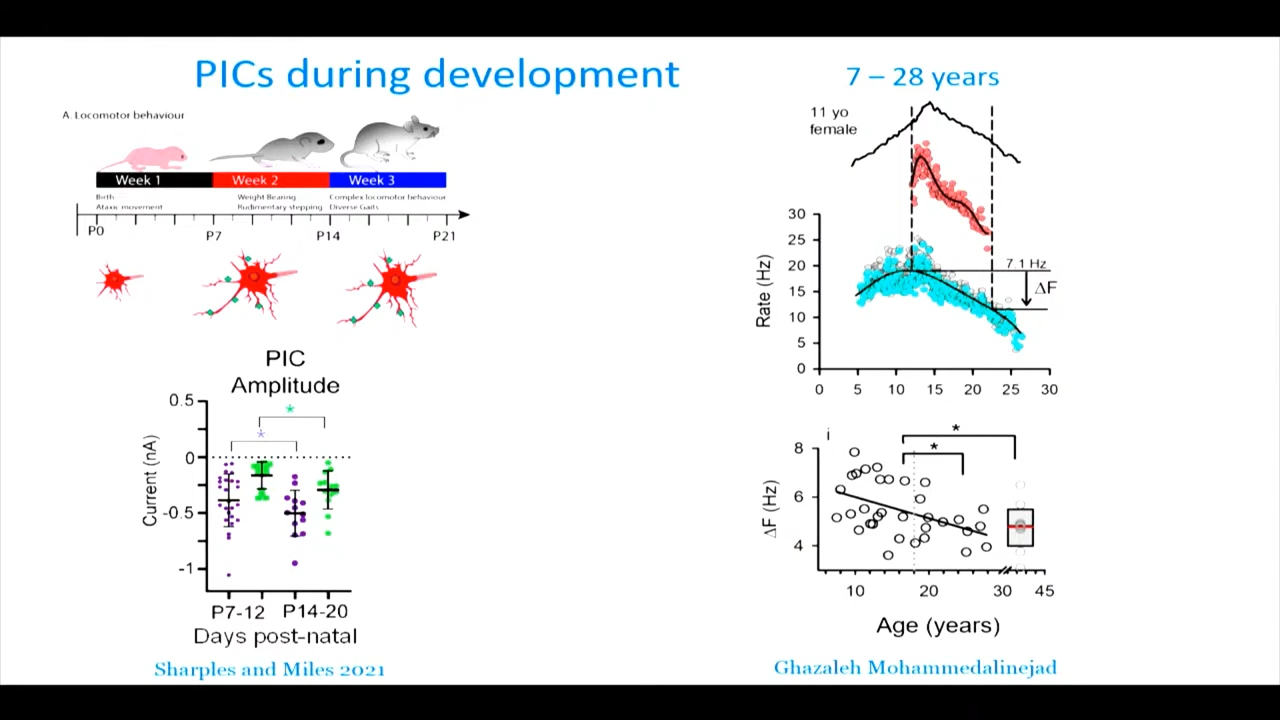 PICs during development
7 – 28 years
A. Locomotor behaviour
Week 1
Week 2
Week 3
Birth
Ataxic movement
Weight Bearing
Rudimentary stepping
Complex locomotor behaviour
Diverse Gaits
P0
P7
P14
P21
PIC
Amplitude
0.5
*
*
0
-0.5
-1
Current (nA)
P7-12
P14-20
Days post-natal
Sharples and Miles 2021
11 yo
female
30
25
20
15
10
5
0
Rate (Hz)
7.1 Hz
ΔF
0
5
10
15
20
25
30
i
*
*
8
6
4
ΔF (Hz)
10
20
30
45
Age (years)
Ghazaleh Mohammedalinejad